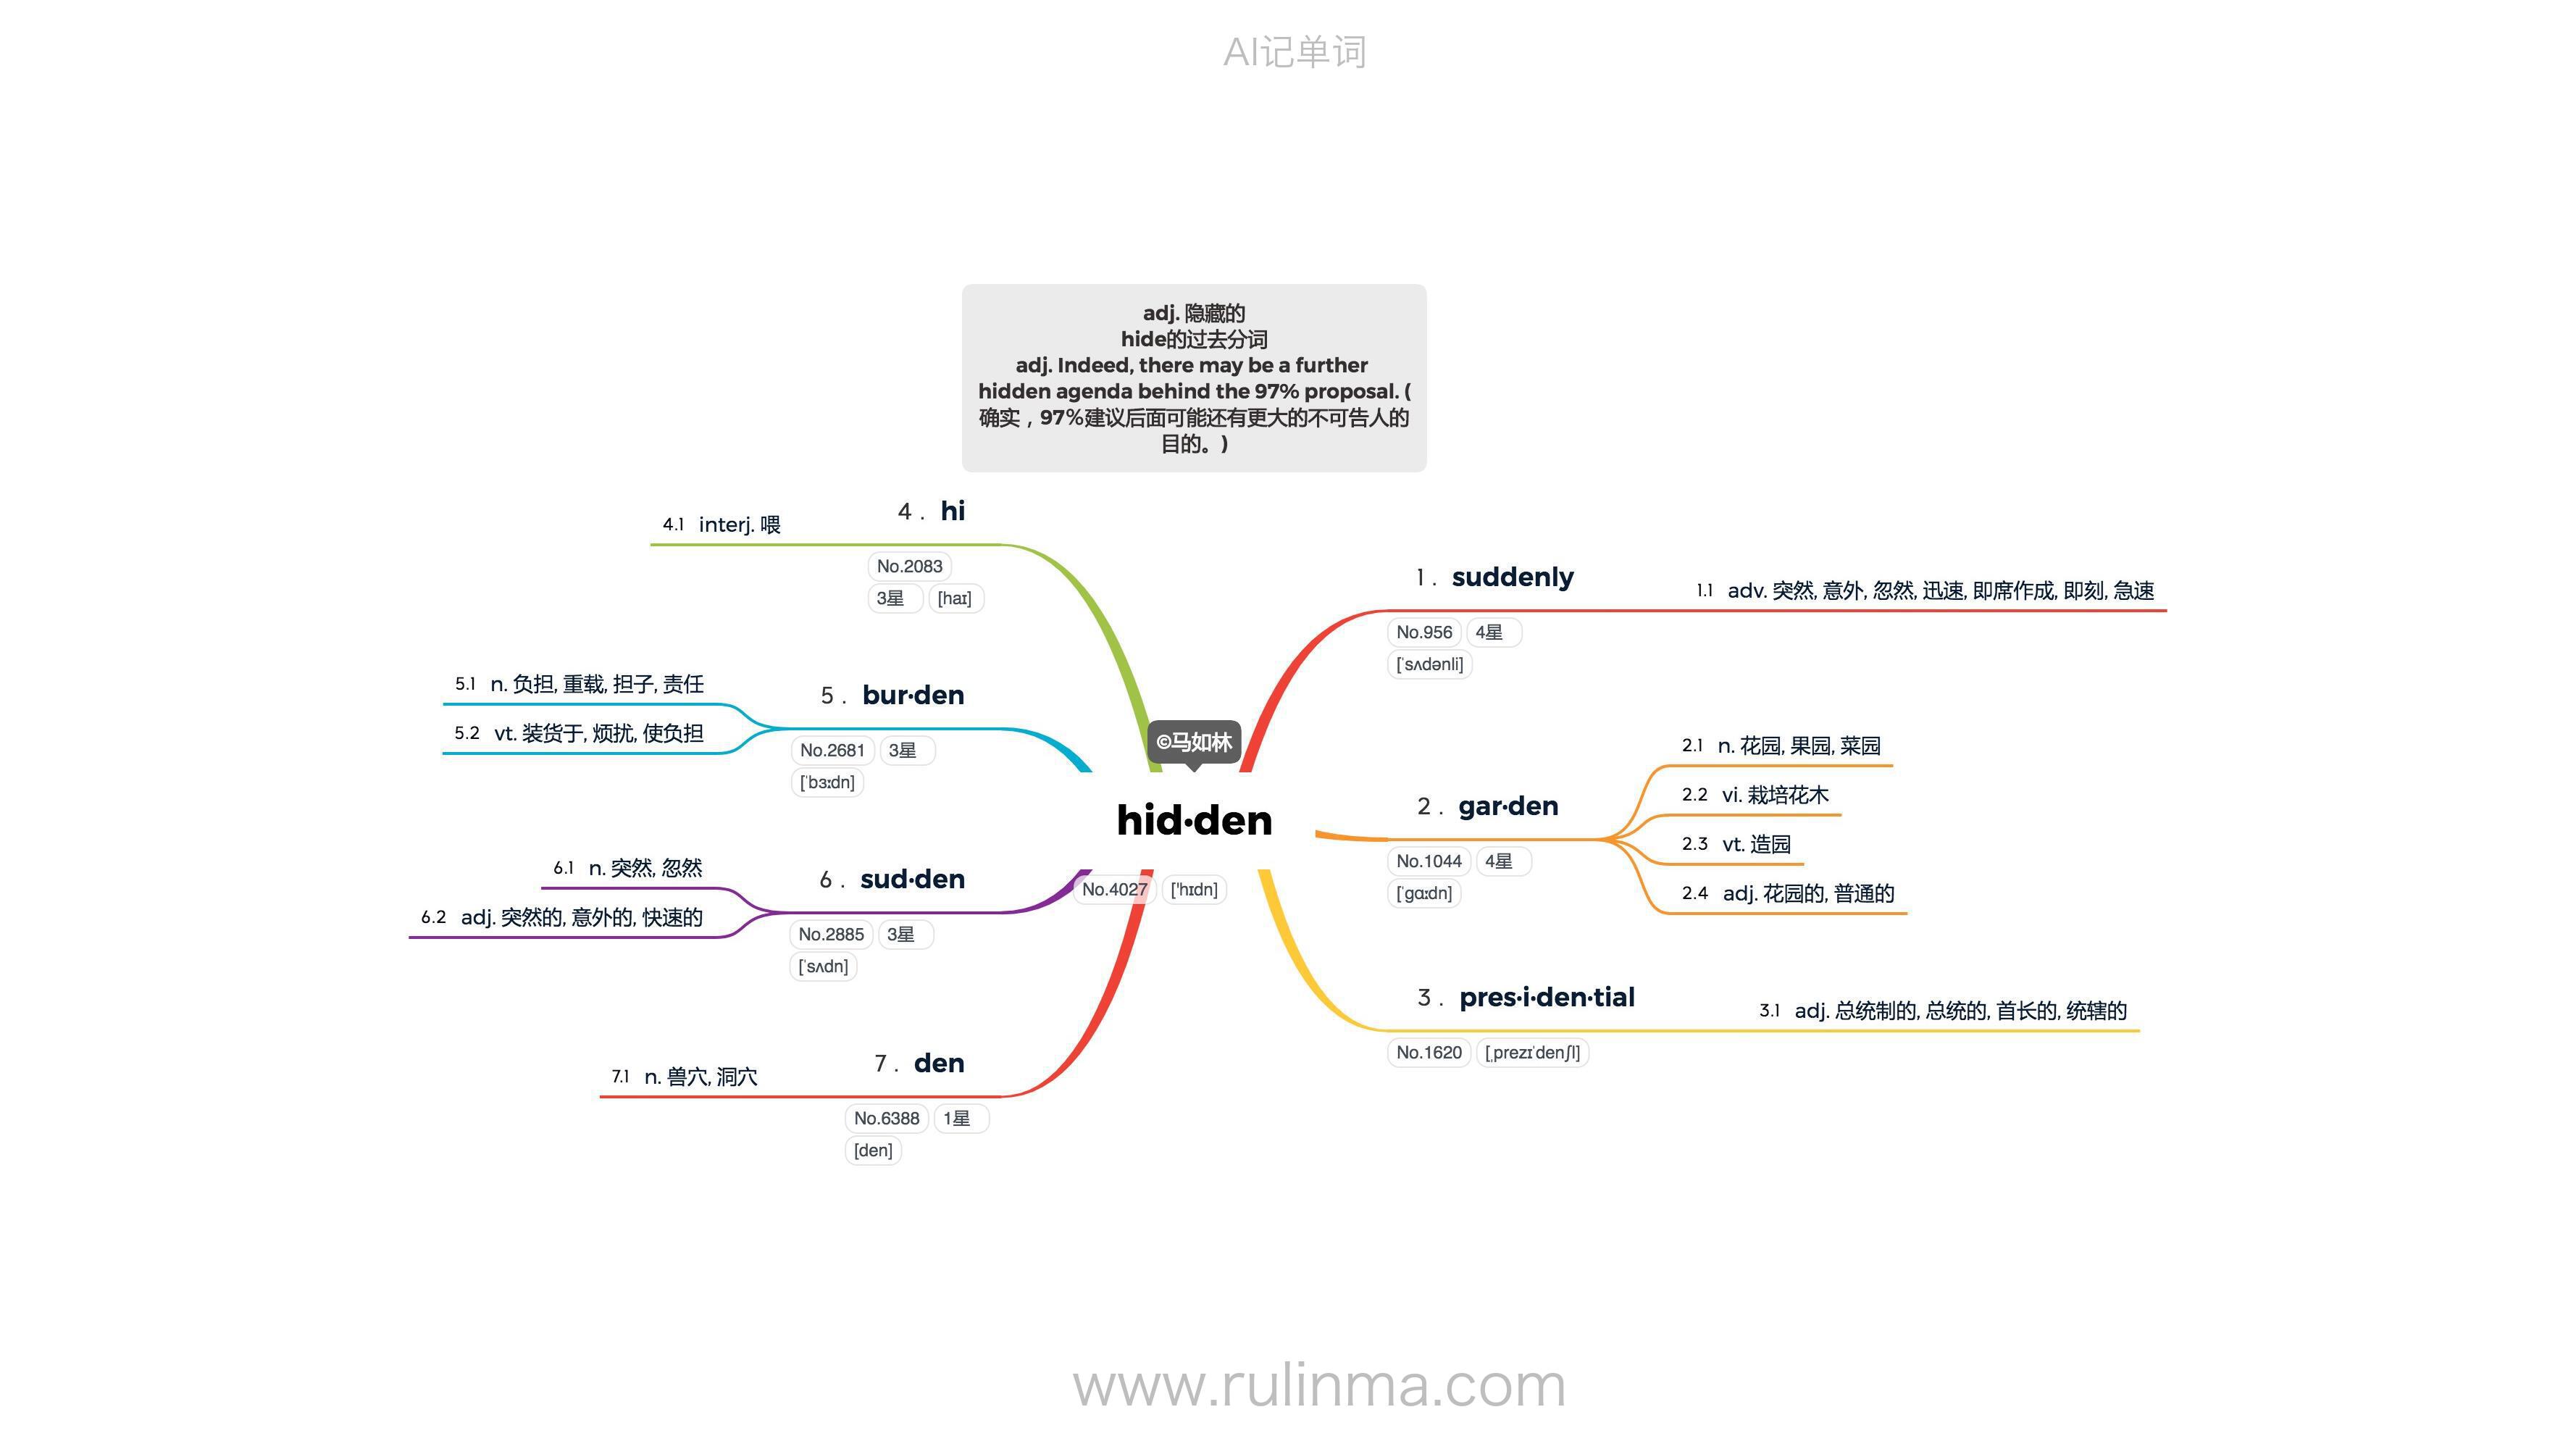 AI记单词
adj. 隐藏的
hide的过去分词
adj. Indeed, there may be a further
hidden agenda behind the 97% proposal. (
确实，97%建议后面可能还有更大的不可告人的
目的。)
©马如林
hid·den
No.4027 ['hɪdn]
1 . suddenly
No.956 4星
['sʌdənli]
1.1 adv. 突然, 意外, 忽然, 迅速, 即席作成, 即刻, 急速
2 . gar·den
No.1044 4星
['ɡɑːdn]
2.1 n. 花园, 果园, 菜园
2.2 vi. 栽培花木
2.3 vt. 造园
2.4 adj. 花园的, 普通的
3 . pres·i·den·tial
No.1620 [ˌprezɪˈdenʃl]
3.1 adj. 总统制的, 总统的, 首长的, 统辖的
4 . hi
No.2083
3星 [haɪ]
4.1 interj. 喂
5 . bur·den
No.2681 3星
['bɜːdn]
5.1 n. 负担, 重载, 担子, 责任
5.2 vt. 装货于, 烦扰, 使负担
6 . sud·den
No.2885 3星
['sʌdn]
6.1 n. 突然, 忽然
6.2 adj. 突然的, 意外的, 快速的
7 . den
No.6388 1星
[den]
7.1 n. 兽穴, 洞穴
www.rulinma.com